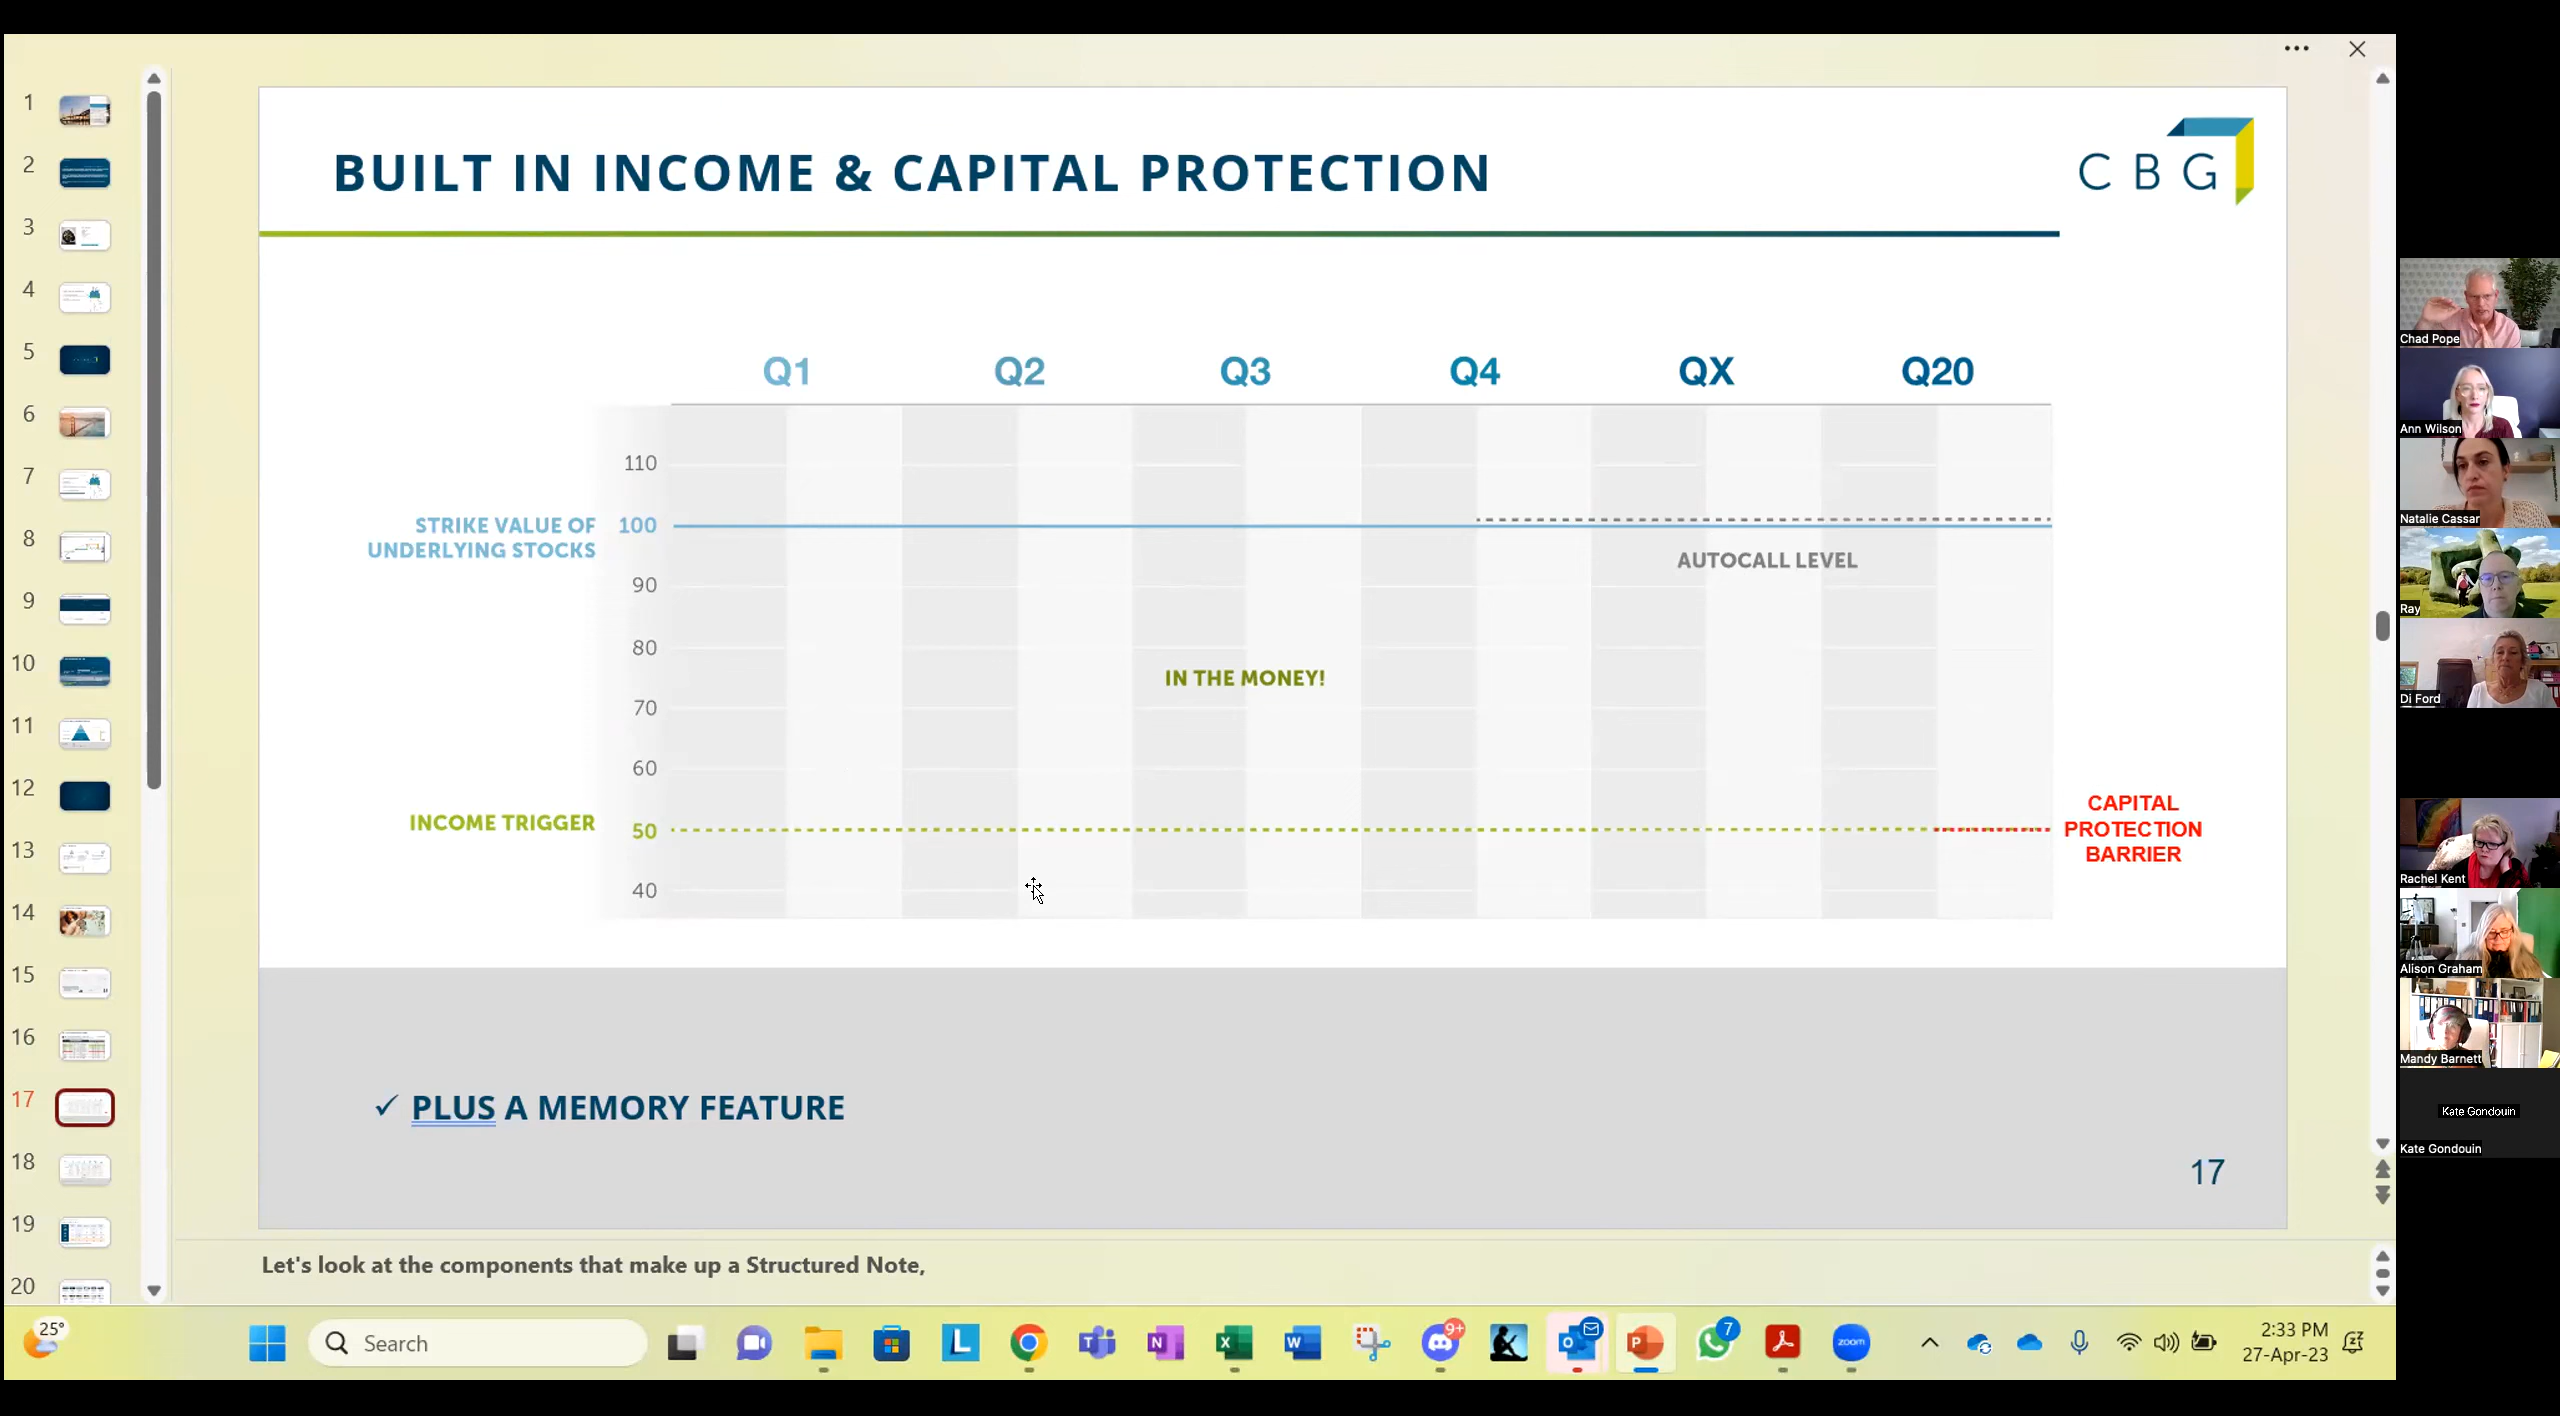 1
2
3
4
5
6
7
8
9
10
11
12
13
14
15
16
17
18
19
20
BUILT IN INCOME & CAPITAL PROTECTION
CBG
Q1 Q2 Q3 Q4 QX Q20
110
STRIKE VALUE OF
UNDERLYING STOCKS
100
AUTOCALL LEVEL
90
80
IN THE MONEY!
70
60
INCOME TRIGGER
50
CAPITAL
PROTECTION
BARRIER
40
✓ PLUS A MEMORY FEATURE
17
Let's look at the components that make up a Structured Note,
Chad Pope
Ann Wilson
Natalie Cassar
Ray
Di Ford
Rachel Kent
Alison Graham
Mandy Barnett
Kate Gondouin
Kate Gondouin
25°
Search
L
T
N
X
W
9+
O
P
7
zoom
2:33 PM
27-Apr-23